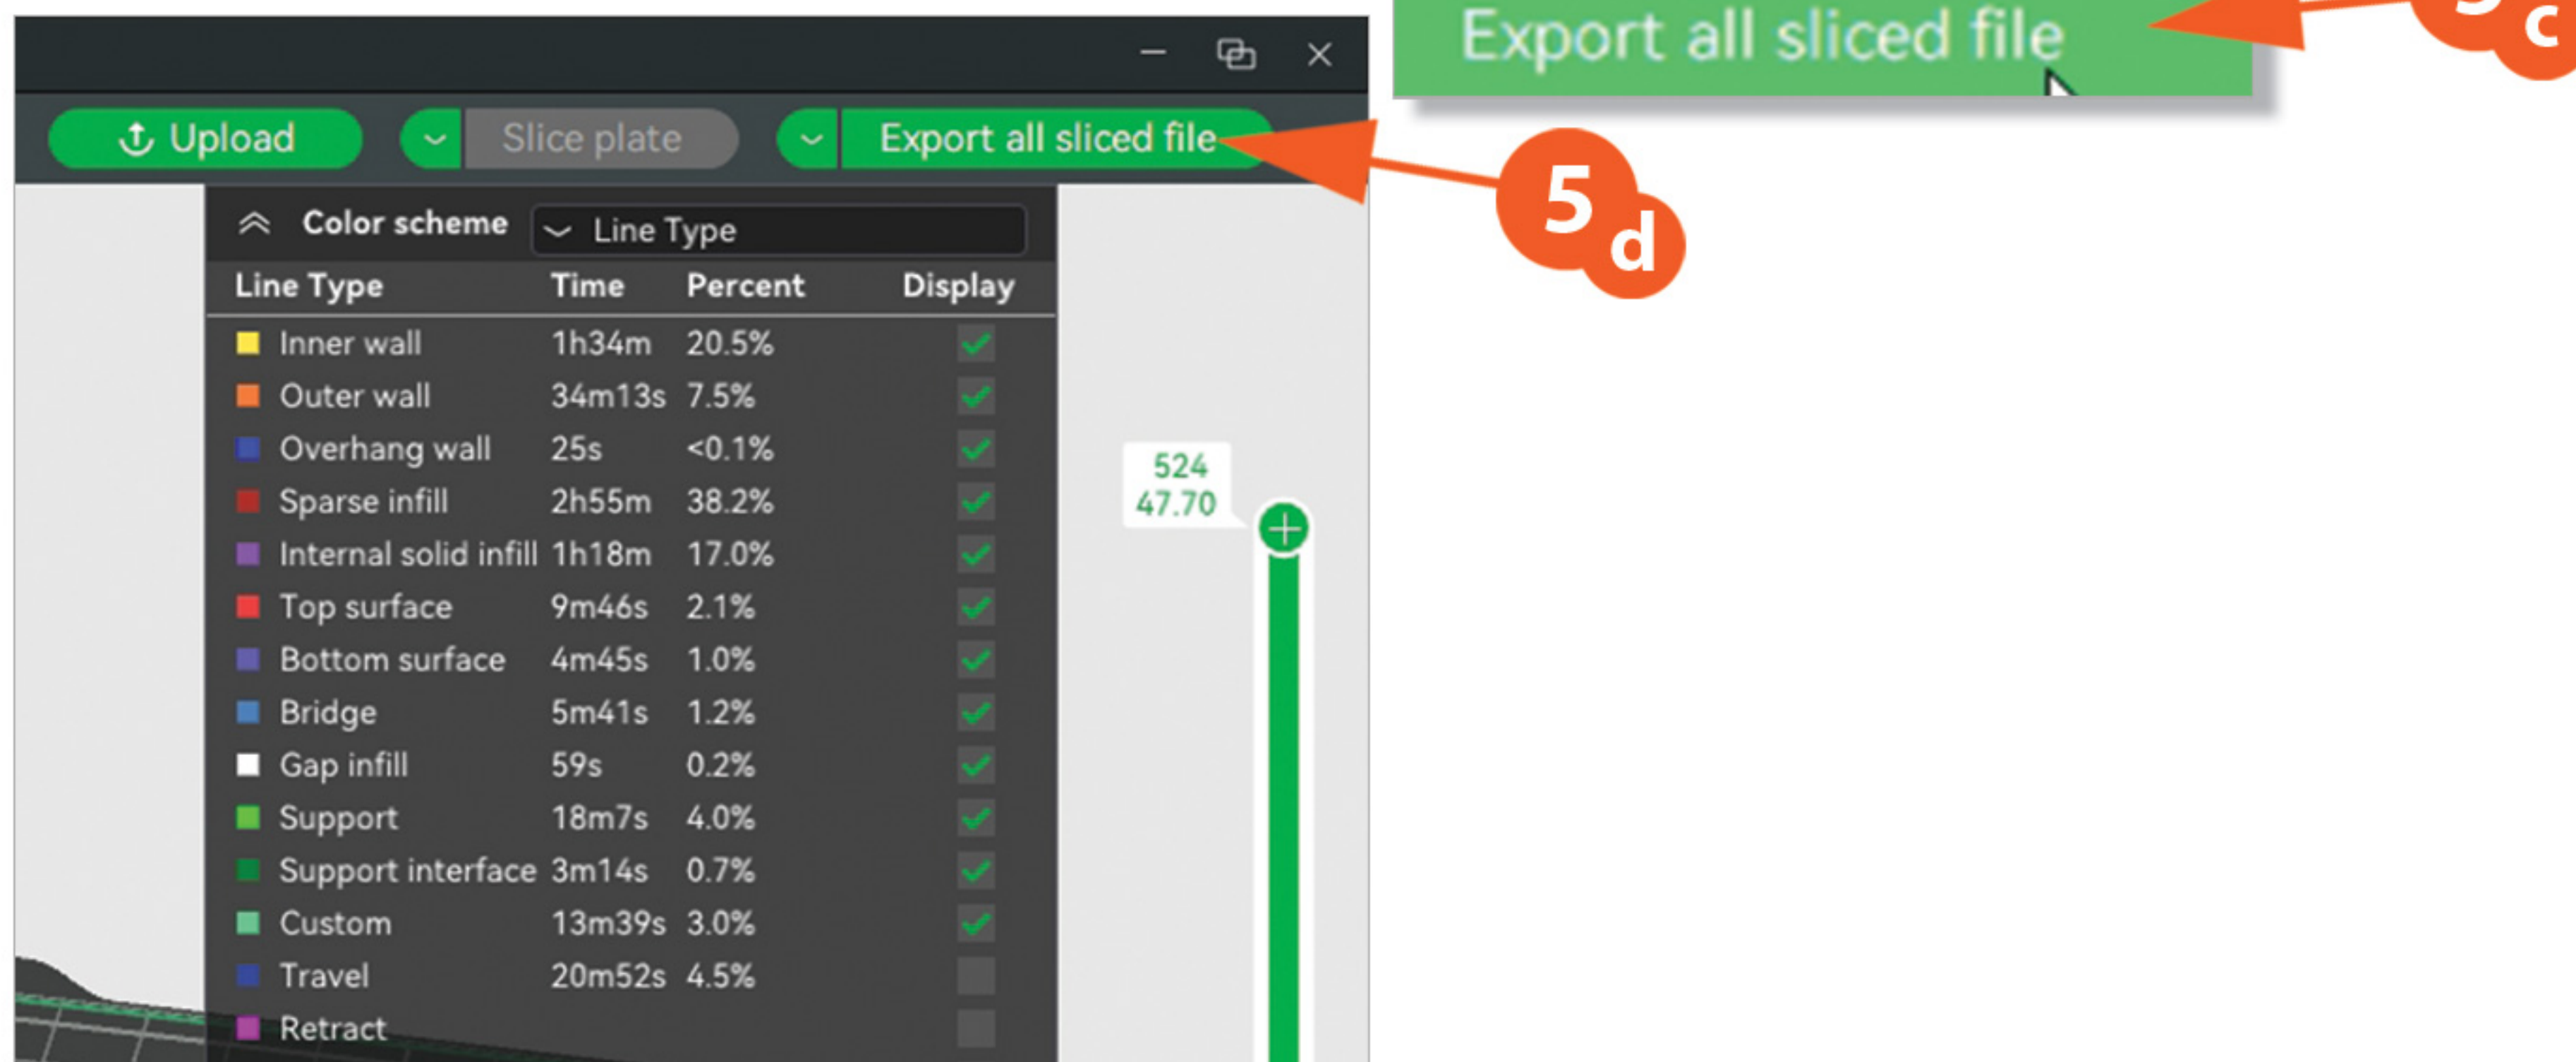 Export all sliced file
c
Upload
Slice plate
Export all sliced file
5
d
Color scheme
Line Type
Line Type Time Percent Display
Inner wall 1h34m 20.5%
Outer wall 34m13s 7.5%
Overhang wall 25s <0.1%
Sparse infill 2h55m 38.2%
Internal solid infill 1h18m 17.0%
Top surface 9m46s 2.1%
Bottom surface 4m45s 1.0%
Bridge 5m41s 1.2%
Gap infill 59s 0.2%
Support 18m7s 4.0%
Support interface 3m14s 0.7%
Custom 13m39s 3.0%
Travel 20m52s 4.5%
Retract
524
47.70